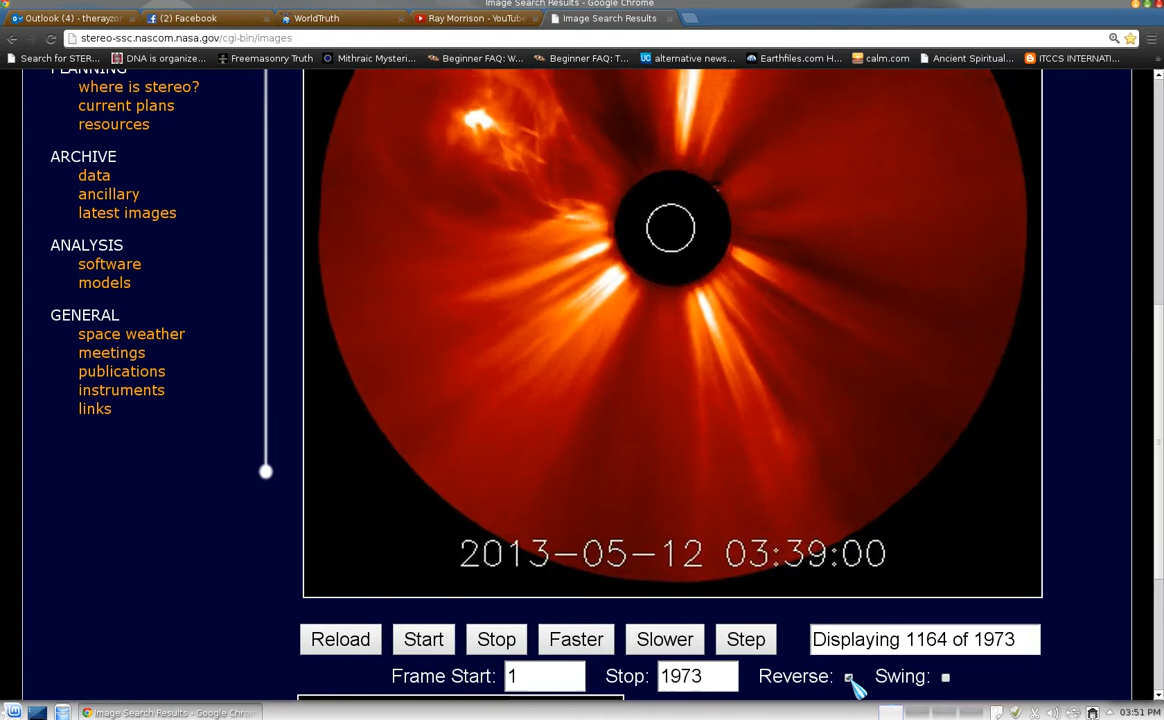 Image Search Results - Google Chrome
Outlook (4) - therayzor
(2) Facebook
WorldTruth
Ray Morrison - YouTube
Image Search Results
stereo-ssc.nascom.nasa.gov/cgi-bin/images
Search for STER...
DNA is organize...
Freemasonry Truth
Mithraic Mysteri...
Beginner FAQ: W...
Beginner FAQ: T...
alternative news...
Earthfiles.com H...
calm.com
Ancient Spiritual...
ITCCS INTERNATI...
PLANNING
where is stereo?
current plans
resources
ARCHIVE
data
ancillary
latest images
ANALYSIS
software
models
GENERAL
space weather
meetings
publications
instruments
links
2013-05-12 03:39:00
Reload Start Stop Faster Slower Step Displaying 1164 of 1973
Frame Start: 1 Stop: 1973 Reverse: Swing:
Image Search Results - Google Chr...
03:51 PM